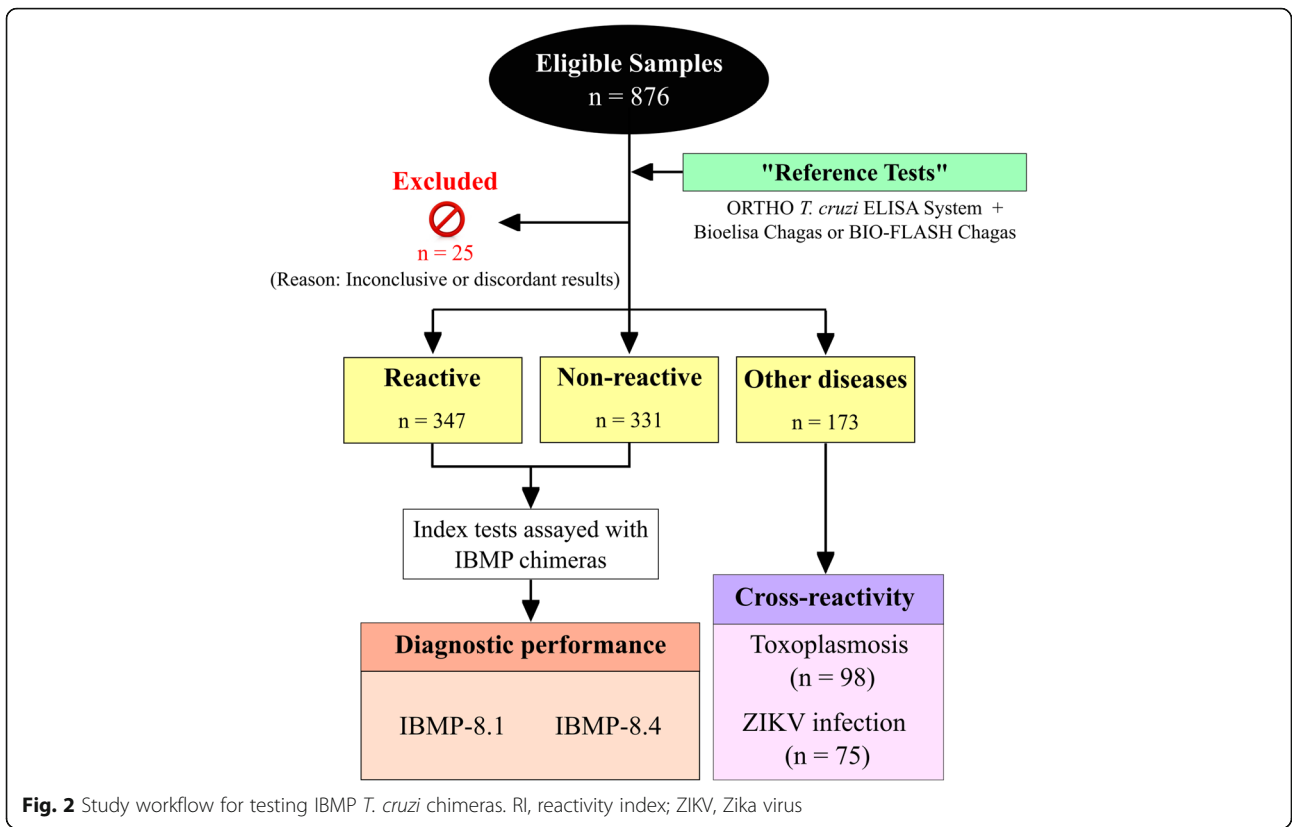 Eligible Samples
n = 876
"Reference Tests"
ORTHO T. cruzi ELISA System +
Bioelisa Chagas or BIO-FLASH Chagas
Excluded
n = 25
(Reason: Inconclusive or discordant results)
Reactive
n = 347
Non-reactive
n = 331
Other diseases
n = 173
Index tests assayed with
IBMP chimeras
Diagnostic performance
IBMP-8.1 IBMP-8.4
Cross-reactivity
Toxoplasmosis
(n = 98)
ZIKV infection
(n = 75)
Fig. 2 Study workflow for testing IBMP T. cruzi chimeras. RI, reactivity index; ZIKV, Zika virus